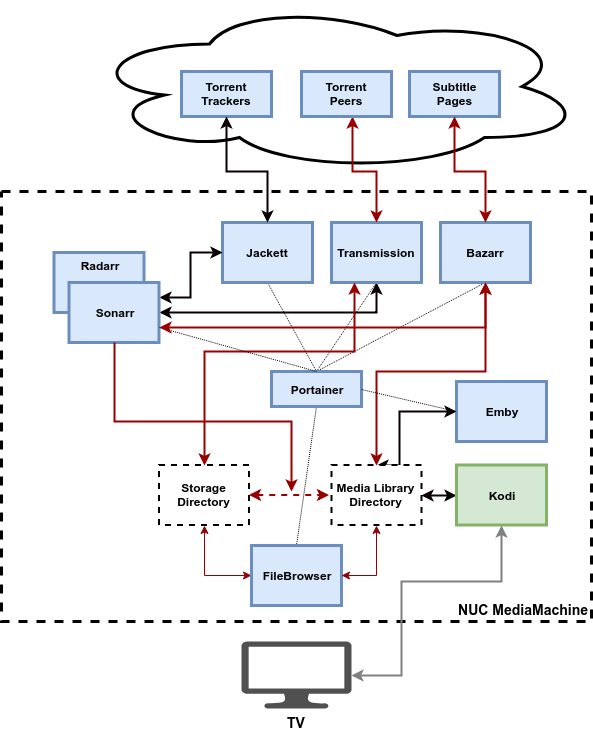 Torrent
Trackers
Torrent
Peers
Subtitle
Pages
Jackett
Transmission
Bazarr
Radarr
Sonarr
Portainer
Emby
Storage
Directory
Media Library
Directory
Kodi
FileBrowser
NUC MediaMachine
TV